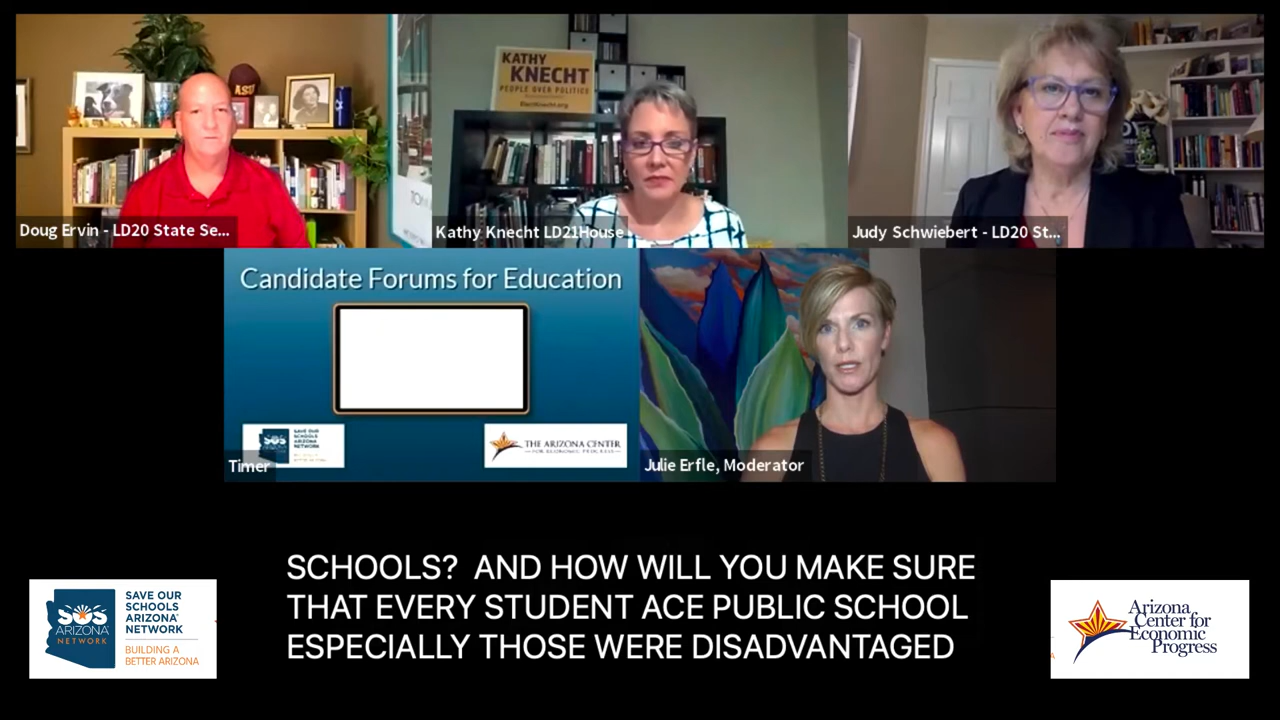 ASU
KATHY
KNECHT
PEOPLE OVER POLITICS
ElectKnecht.org
Doug Ervin - LD20 State Se...
Kathy Knecht LD21House
Judy Schwiebert - LD20 St...
Candidate Forums for Education
SOS
SAVE OUR
SCHOOLS
ARIZONA
NETWORK
THE ARIZONA CENTER
FOR ECONOMIC PROGRESS
Timer
Julie Erfle, Moderator
SCHOOLS? AND HOW WILL YOU MAKE SURE
THAT EVERY STUDENT ACE PUBLIC SCHOOL
ESPECIALLY THOSE WERE DISADVANTAGED
SOS
ARIZONA
NETWORK
SAVE OUR
SCHOOLS
ARIZONA
NETWORK
BUILDING A
BETTER ARIZONA
Arizona
Center for
Economic
Progress